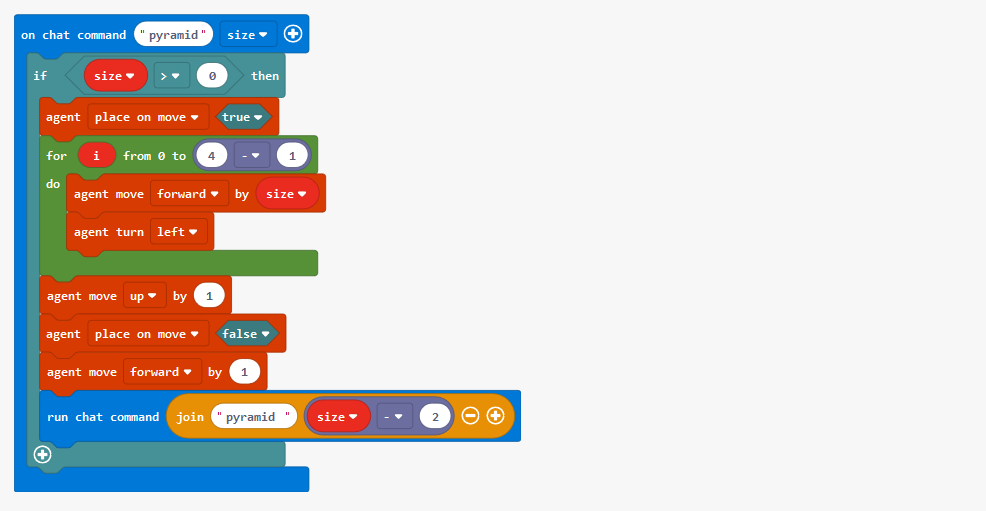 on chat command "pyramid" size
if size > 0 then
agent place on move true
for i from 0 to 4 - 1
do
agent move forward by size
agent turn left
agent move up by 1
agent place on move false
agent move forward by 1
run chat command join "pyramid " size - 2